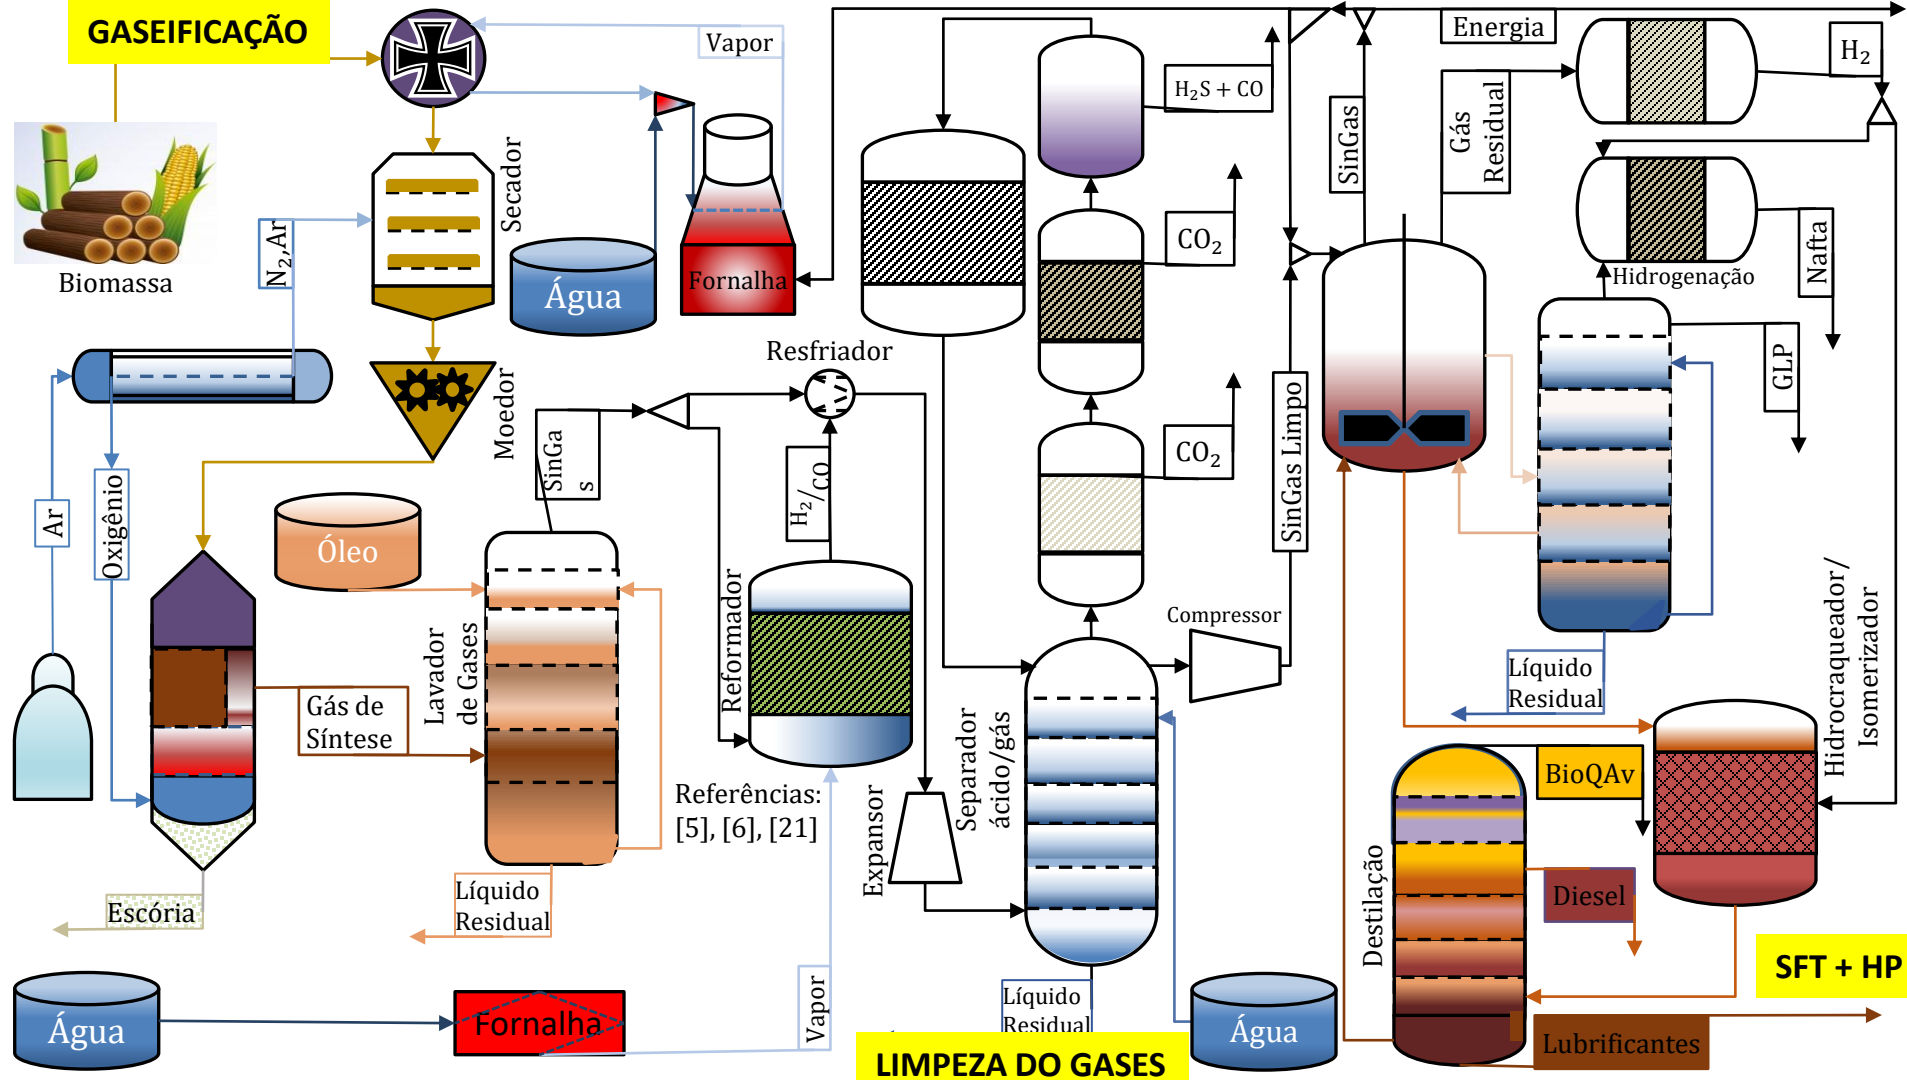 GASEIFICAÇÃO
Vapor
Biomassa
N₂,Ar
Secador
Água
Fornalha
H₂S + CO
CO₂
CO₂
SinGas
Gás
Residual
Energia
H₂
Hidrogenação
Nafta
GLP
Ar
Oxigênio
Moedor
Óleo
SinGa
s
Resfriador
H₂/CO
Reformador
Lavador
de Gases
Gás de
Síntese
Escória
Líquido
Residual
Referências:
[5], [6], [21]
Expansor
Separador
ácido/gás
Compressor
SinGas Limpo
Líquido
Residual
Hidrocraqueador/
Isomerizador
BioQAv
Destilação
Diesel
SFT + HP
Lubrificantes
Água
Fornalha
Vapor
Líquido
Residual
LIMPEZA DO GASES
Água